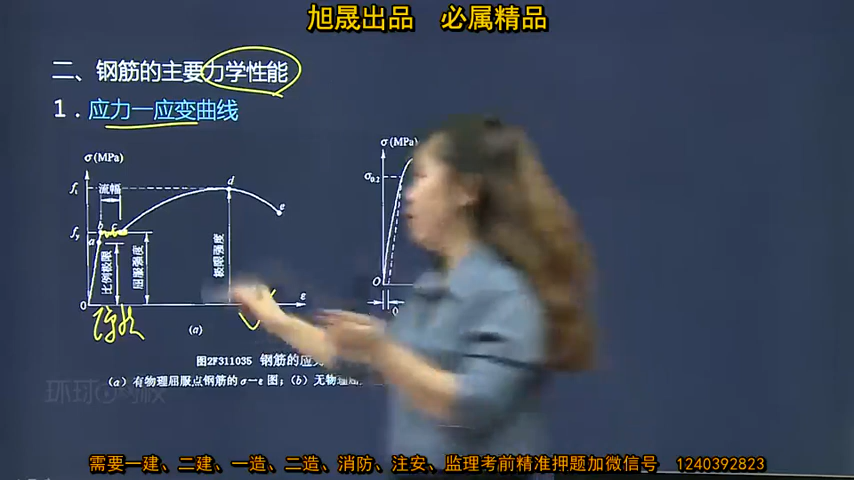 旭晟出品 必属精品
二、钢筋的主要力学性能
1．应力—应变曲线
σ(MPa)
σ(MPa)
d
流幅
σ0.2
e
b
c
a
比例极限
屈服强度
极限强度
0
ε
O
0
(a)
图2F311035 钢筋的应
(a)有物理屈服点钢筋的σ—ε图；(b)无物理屈
环球
需要一建、二建、一造、二造、消防、注安、监理考前精准押题加微信号 1240392823